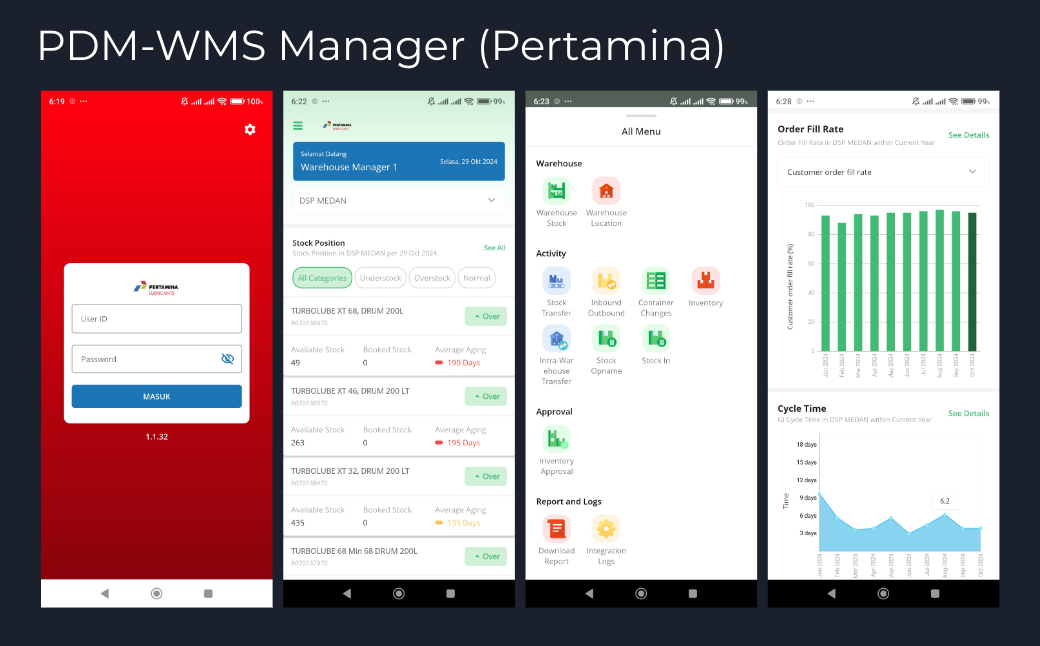 PDM-WMS Manager (Pertamina)
6:19
100%
PERTAMINA
LUBRICANTS
User ID
Password
MASUK
1.1.32
6:22
99%
PERTAMINA
LUBRICANTS
Selamat Datang
Warehouse Manager 1
Selasa, 29 Okt 2024
DSP MEDAN
Stock Position
See All
Stock Position in DSP MEDAN per 29 Oct 2024
All Categories
Understock
Overstock
Normal
TURBOLUBE XT 68, DRUM 200L
Over
A070138670
Available Stock
Booked Stock
Average Aging
49
0
190 Days
TURBOLUBE XT 46, DRUM 200 LT
Over
A070138570
Available Stock
Booked Stock
Average Aging
263
0
195 Days
TURBOLUBE XT 32, DRUM 200 LT
Over
A070138470
Available Stock
Booked Stock
Average Aging
435
0
135 Days
TURBOLUBE 68 Min 68 DRUM 200L
Over
A070137970
6:23
99%
All Menu
Warehouse
Warehouse
Stock
Warehouse
Location
Activity
Stock
Transfer
Inbound
Outbound
Container
Changes
Inventory
Intra-War
ehouse
Transfer
Stock
Opname
Stock In
Approval
Inventory
Approval
Report and Logs
Download
Report
Integration
Logs
6:28
99%
Order Fill Rate
See Details
Order Fill Rate in DSP MEDAN within Current Year
Customer order fill rate
Customer order fill rate (%)
100
80
60
40
20
0
Jan 2024
Feb 2024
Mar 2024
Apr 2024
May 2024
Jun 2024
Jul 2024
Aug 2024
Sep 2024
Oct 2024
Cycle Time
See Details
GI Cycle Time in DSP MEDAN within Current Year
Time
18 days
15 days
12 days
9 days
6 days
3 days
6,2
Jan-2024
Feb-2024
Mar-2024
Apr-2024
May-2024
Jun-2024
Jul-2024
Aug-2024
Sep-2024
Oct-2024